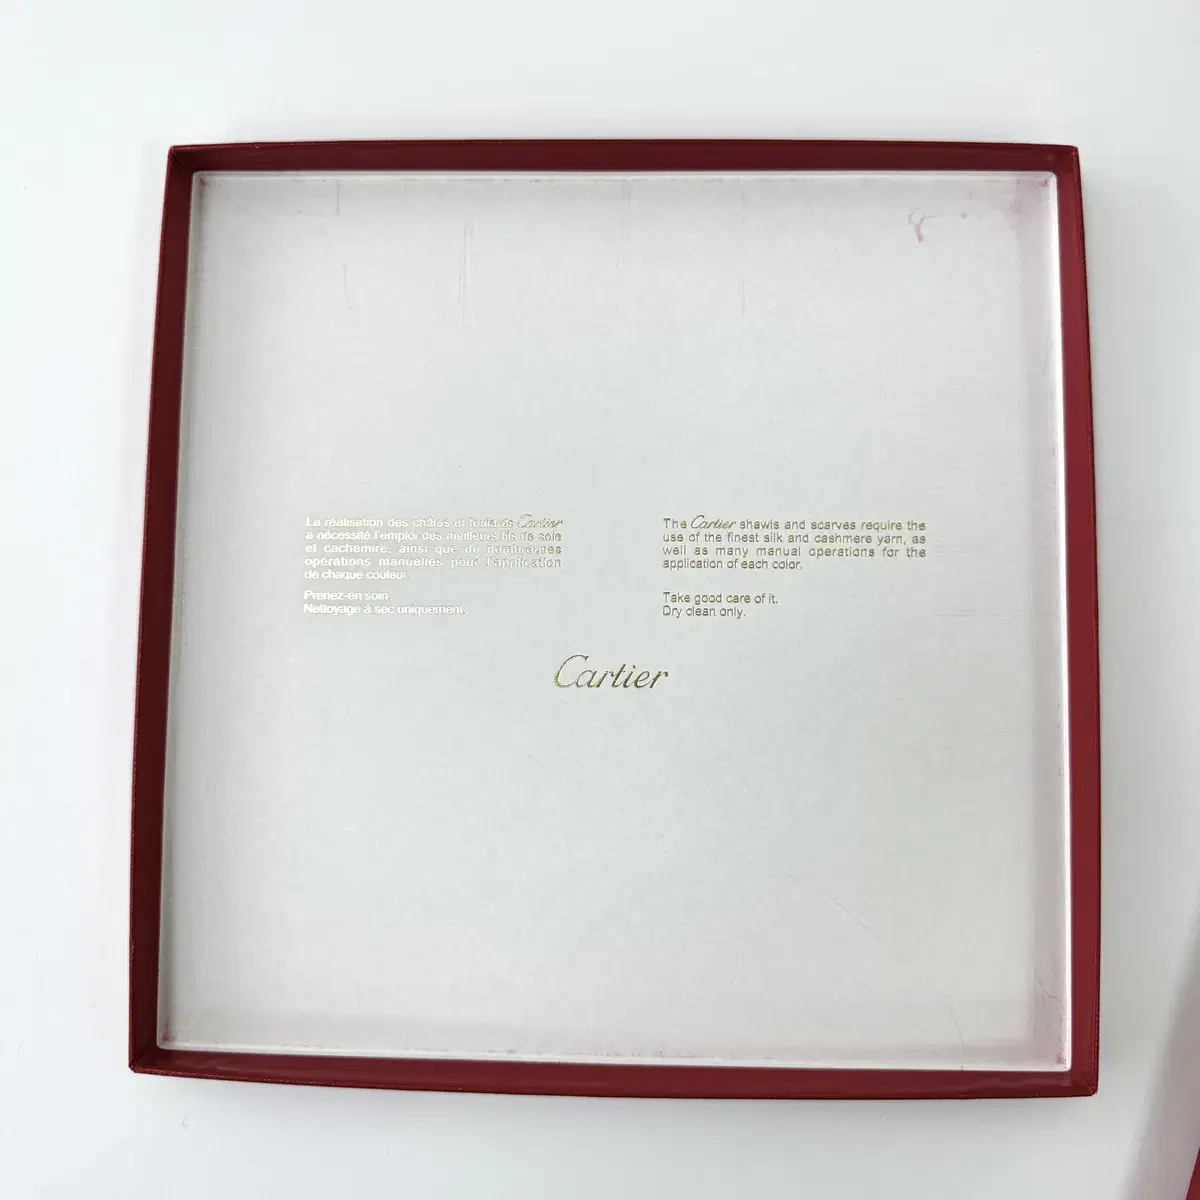 La réalisation des châles et foulards Cartier
a nécessité l'emploi des meilleurs fils de soie
et cachemire, ainsi que de nombreuses
opérations manuelles pour l'application
de chaque couleur.
Prenez-en soin.
Nettoyage à sec uniquement.
The Cartier shawls and scarves require the
use of the finest silk and cashmere yarn, as
well as many manual operations for the
application of each color.
Take good care of it.
Dry clean only.
Cartier